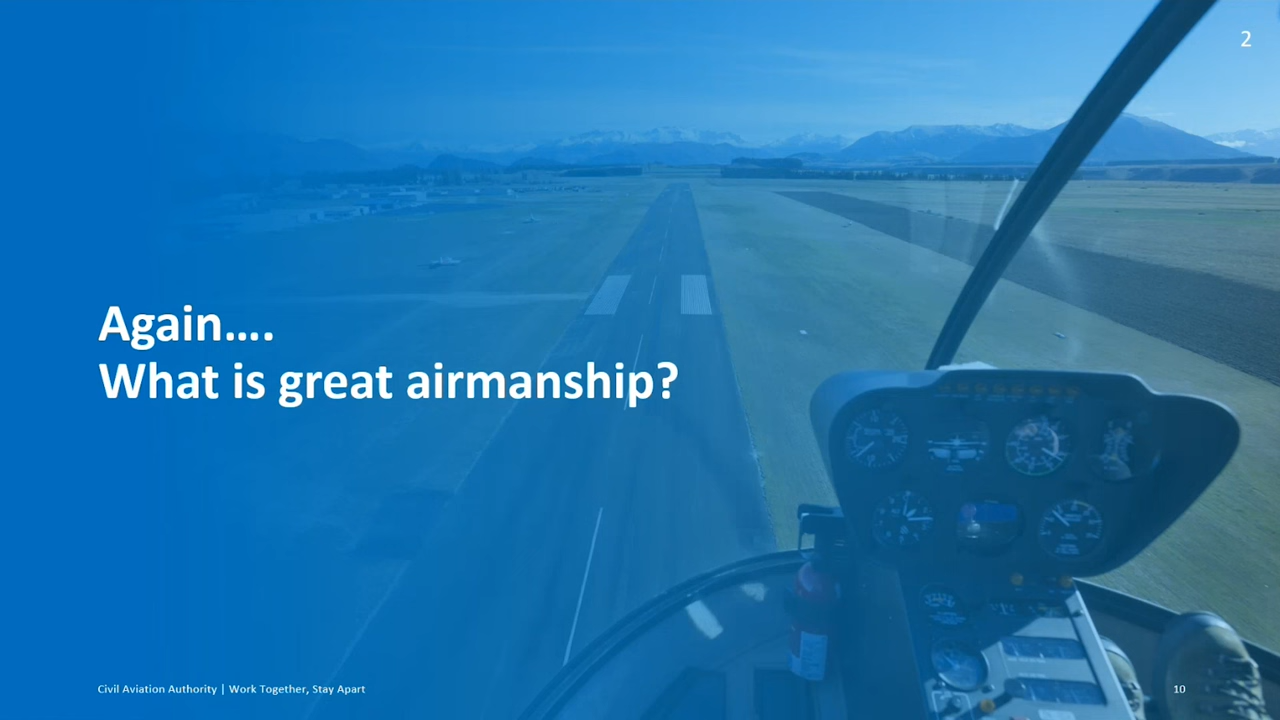 2
Again....
What is great airmanship?
Civil Aviation Authority | Work Together, Stay Apart
10